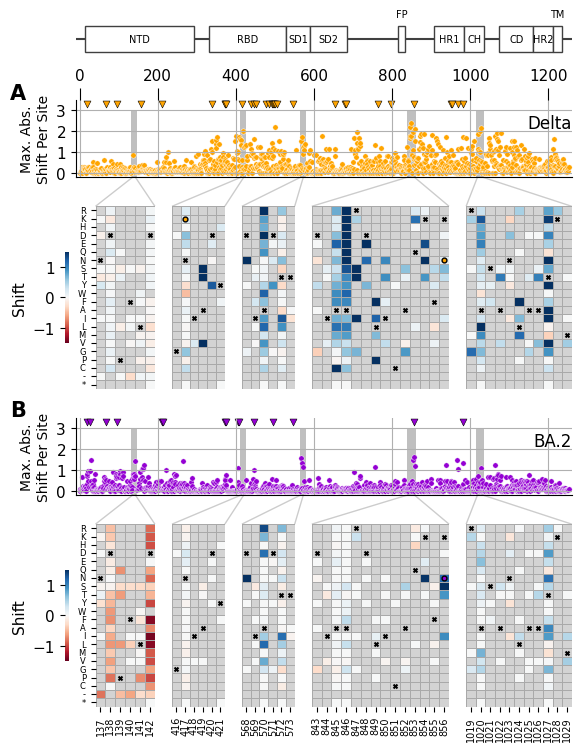 FP
TM
NTD
RBD
SD1
SD2
HR1
CH
CD
HR2
0
200
400
600
800
1000
1200
A
Max. Abs.
Shift Per Site
3
2
1
0
Delta
Shift
1
0
−1
R
K
H
D
E
Q
N
S
T
Y
W
F
A
I
L
M
V
G
P
C
-
*
B
Max. Abs.
Shift Per Site
3
2
1
0
BA.2
Shift
1
0
−1
R
K
H
D
E
Q
N
S
T
Y
W
F
A
I
L
M
V
G
P
C
-
*
137
138
139
140
141
142
416
417
418
419
420
421
568
569
570
571
572
573
843
844
845
846
847
848
849
850
851
852
853
854
855
856
1019
1020
1021
1022
1023
1024
1025
1026
1027
1028
1029